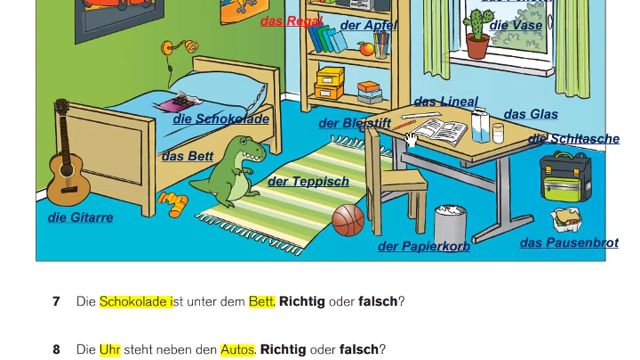 das Regal
der Apfel
die Vase
das Lineal
das Glas
die Schokolade
der Bleistift
die Schltasche
das Bett
der Teppisch
die Gitarre
der Papierkorb
das Pausenbrot
7 Die Schokolade ist unter dem Bett. Richtig oder falsch?
8 Die Uhr steht neben den Autos. Richtig oder falsch?